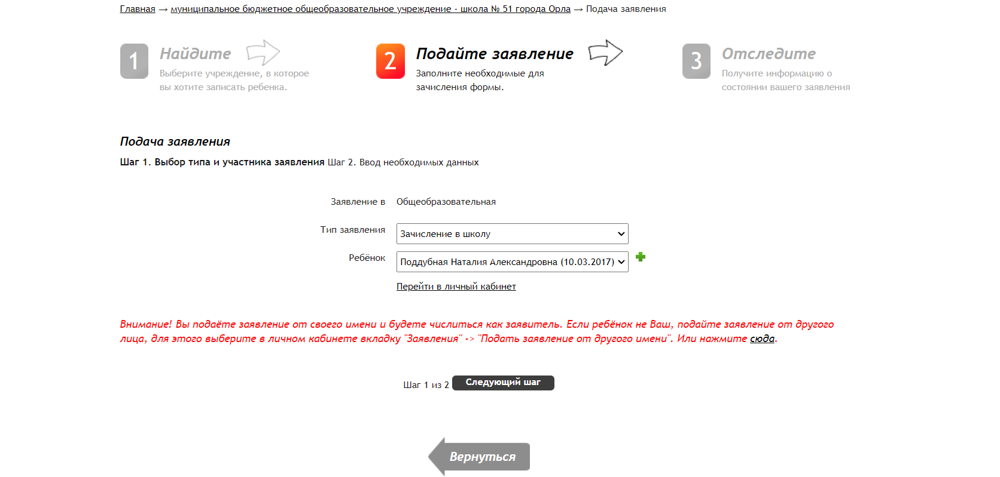 Главная → муниципальное бюджетное общеобразовательное учреждение - школа № 51 города Орла → Подача заявления
1 Найдите
Выберите учреждение, в которое
вы хотите записать ребенка.
2 Подайте заявление
Заполните необходимые для
зачисления формы.
3 Отследите
Получите информацию о
состоянии вашего заявления
Подача заявления
Шаг 1. Выбор типа и участника заявления Шаг 2. Ввод необходимых данных
Заявление в Общеобразовательная
Тип заявления Зачисление в школу
Ребёнок Поддубная Наталия Александровна (10.03.2017)
Перейти в личный кабинет
Внимание! Вы подаёте заявление от своего имени и будете числиться как заявитель. Если ребёнок не Ваш, подайте заявление от другого
лица, для этого выберите в личном кабинете вкладку "Заявления" -> "Подать заявление от другого имени". Или нажмите сюда.
Шаг 1 из 2 Следующий шаг
Вернуться